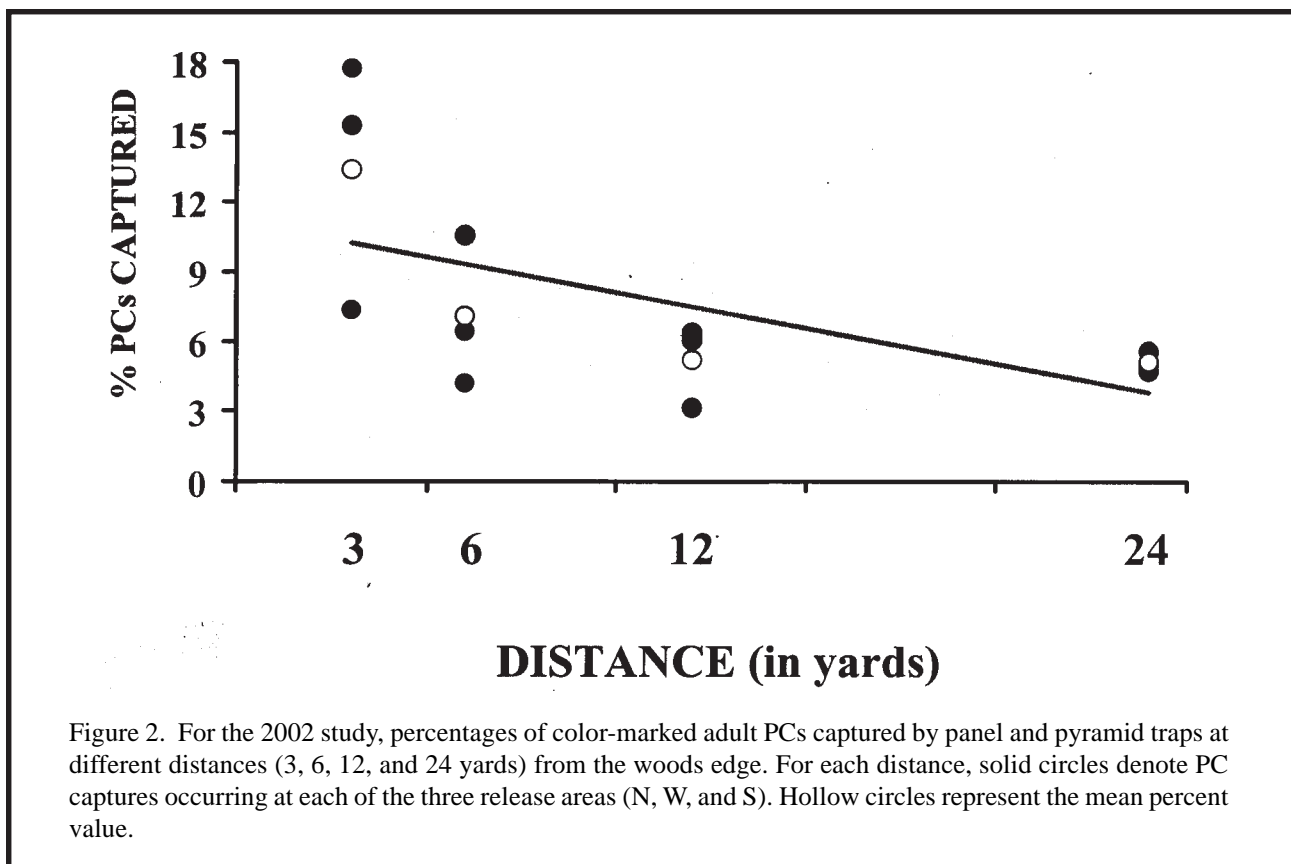 % PCs CAPTURED
18
15
12
9
6
3
0
3 6 12 24
DISTANCE (in yards)
Figure 2. For the 2002 study, percentages of color-marked adult PCs captured by panel and pyramid traps at
different distances (3, 6, 12, and 24 yards) from the woods edge. For each distance, solid circles denote PC
captures occurring at each of the three release areas (N, W, and S). Hollow circles represent the mean percent
value.